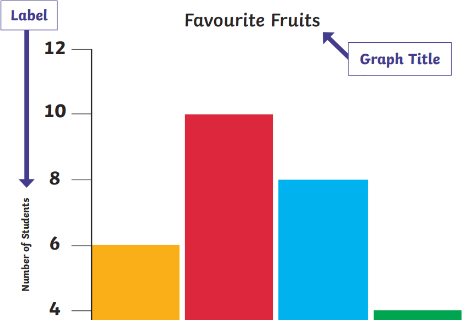 Label
Favourite Fruits
Graph Title
12
10
8
6
4
Number of Students